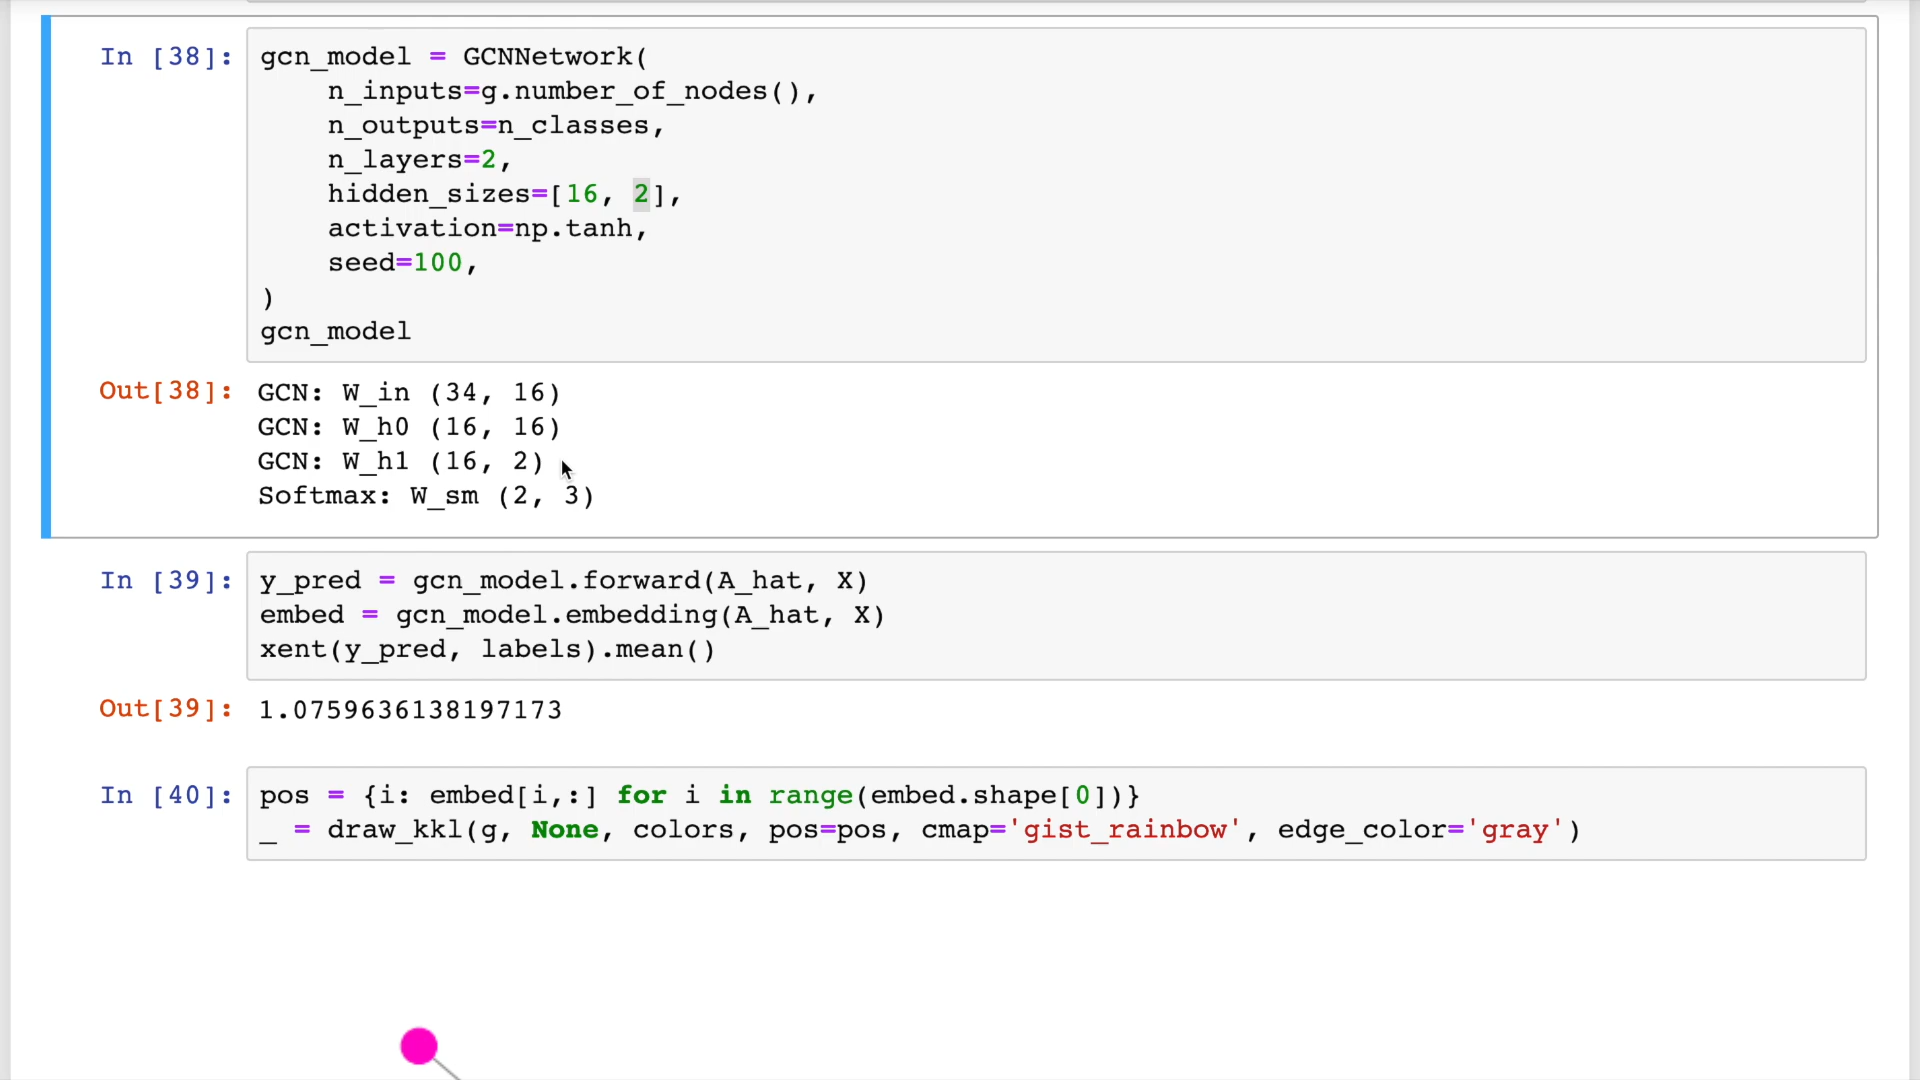 In [38]:
gcn_model = GCNNetwork(
    n_inputs=g.number_of_nodes(),
    n_outputs=n_classes,
    n_layers=2,
    hidden_sizes=[16, 2],
    activation=np.tanh,
    seed=100,
)
gcn_model
Out[38]:
GCN: W_in (34, 16)
GCN: W_h0 (16, 16)
GCN: W_h1 (16, 2)
Softmax: W_sm (2, 3)
In [39]:
y_pred = gcn_model.forward(A_hat, X)
embed = gcn_model.embedding(A_hat, X)
xent(y_pred, labels).mean()
Out[39]:
1.0759636138197173
In [40]:
pos = {i: embed[i,:] for i in range(embed.shape[0])}
_ = draw_kkl(g, None, colors, pos=pos, cmap='gist_rainbow', edge_color='gray')